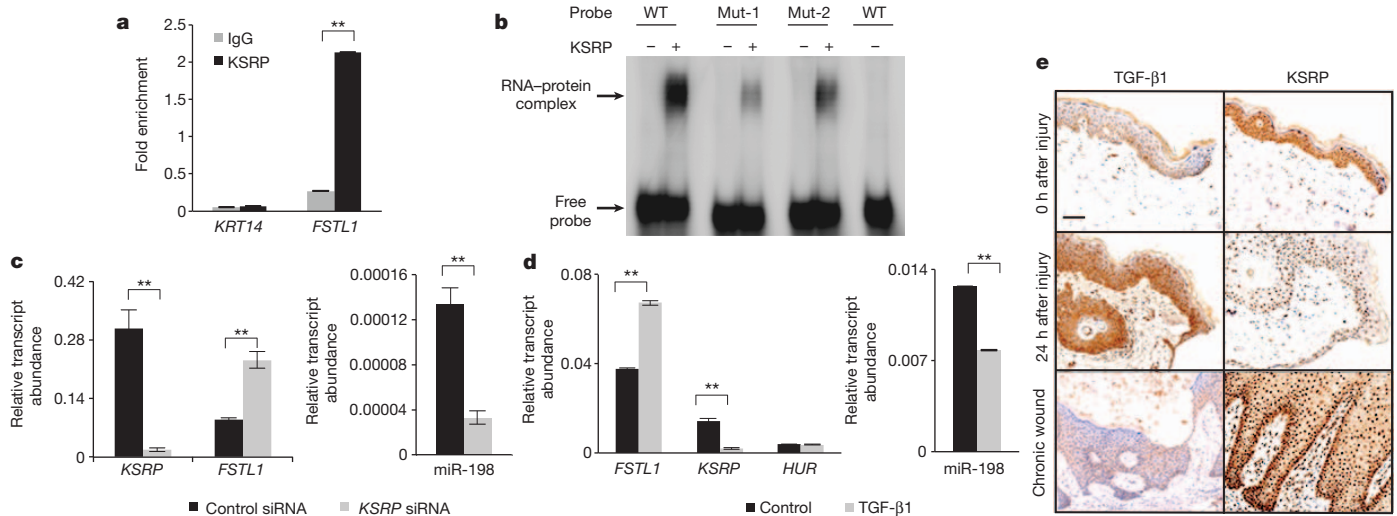 a
IgG
KSRP
**
Fold enrichment
2.5
2
1.5
1
0.5
0
KRT14 FSTL1
b
Probe WT Mut-1 Mut-2 WT
KSRP – + – + – + –
RNA–protein
complex
Free
probe
c
Relative transcript
abundance
0.42
0.28
0.14
0
**
**
KSRP FSTL1
Relative transcript
abundance
0.00016
0.00012
0.00008
0.00004
0
**
miR-198
Control siRNA KSRP siRNA
d
Relative transcript
abundance
0.08
0.04
0
**
**
FSTL1 KSRP HUR
Relative transcript
abundance
0.014
0.007
0
**
miR-198
Control TGF-β1
e
TGF-β1 KSRP
0 h after injury
24 h after injury
Chronic wound